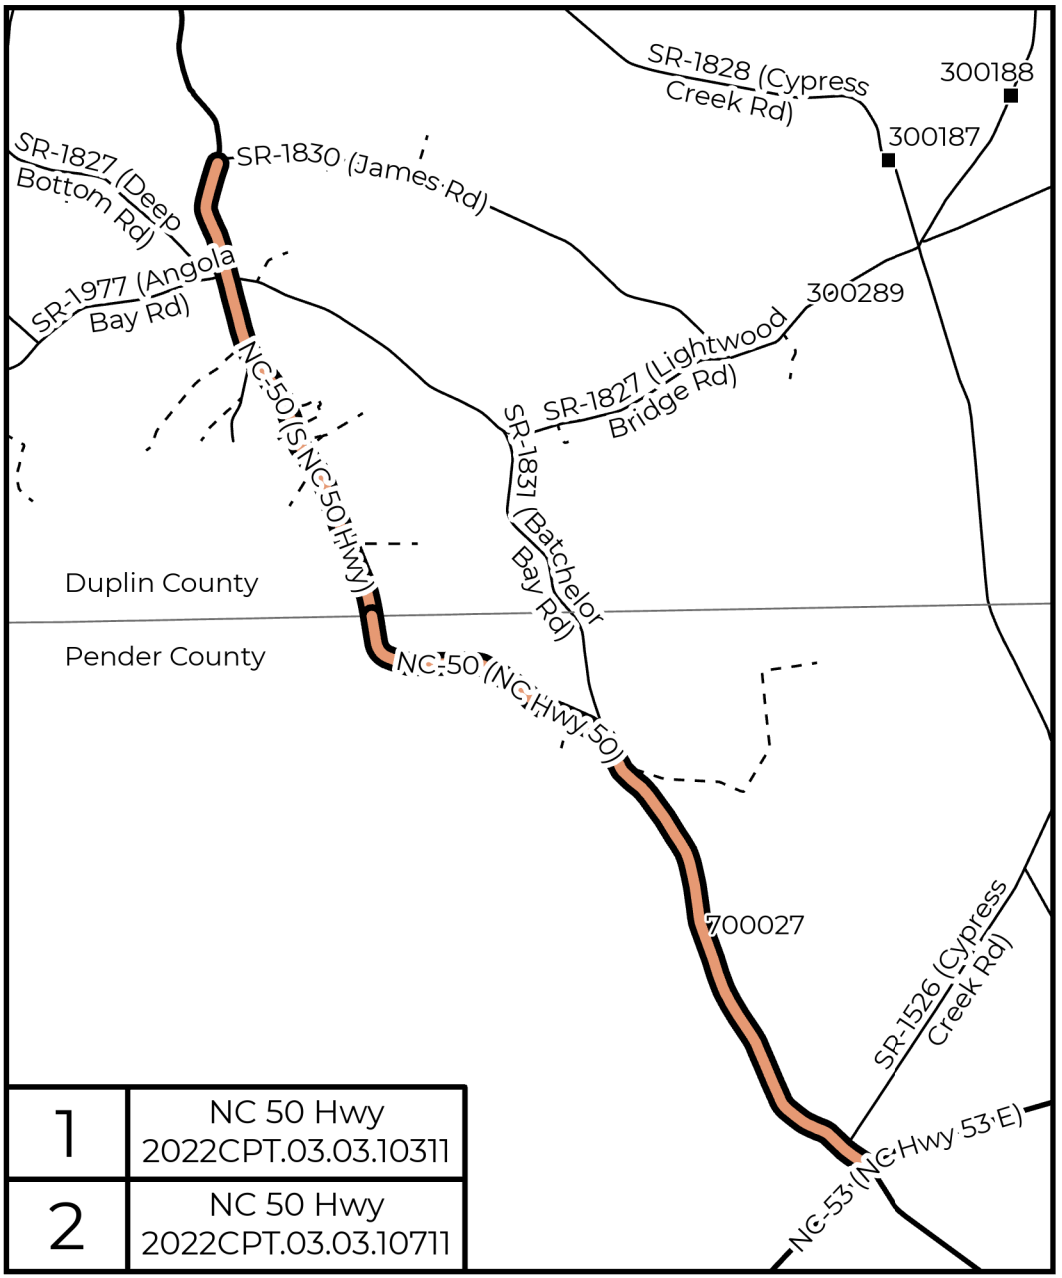 SR-1828 (Cypress
Creek Rd)
300188
300187
SR-1830 (James Rd)
SR-1827 (Deep
Bottom Rd)
SR-1977 (Angola
Bay Rd)
300289
SR-1827 (Lightwood
Bridge Rd)
NC-50 (S NC 50 Hwy)
SR-1831 (Batchelor
Bay Rd)
Duplin County
Pender County
NC-50 (NC Hwy 50)
700027
SR-1526 (Cypress
Creek Rd)
NC-53 (NC Hwy 53 E)
1
NC 50 Hwy
2022CPT.03.03.10311
2
NC 50 Hwy
2022CPT.03.03.10711